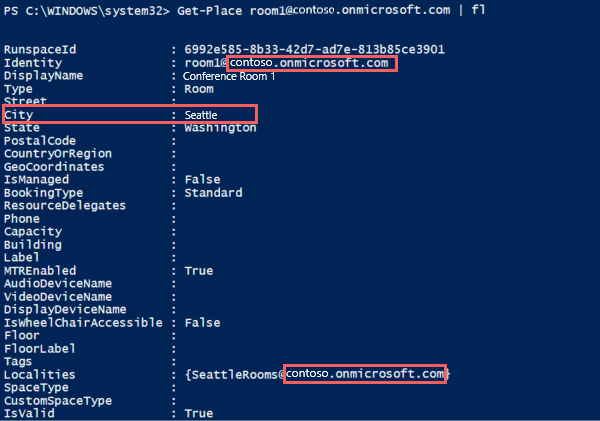 PS C:\WINDOWS\system32> Get-Place room1@contoso.onmicrosoft.com | fl
RunspaceId : 6992e585-8b33-42d7-ad7e-813b85ce3901
Identity : room1@contoso.onmicrosoft.com
DisplayName : Conference Room 1
Type : Room
Street :
City : Seattle
State : Washington
PostalCode :
CountryOrRegion :
GeoCoordinates :
IsManaged : False
BookingType : Standard
ResourceDelegates :
Phone :
Capacity :
Building :
Label :
MTREnabled : True
AudioDeviceName :
VideoDeviceName :
DisplayDeviceName :
IsWheelChairAccessible : False
Floor :
FloorLabel :
Tags :
Localities : {SeattleRooms@contoso.onmicrosoft.com}
SpaceType :
CustomSpaceType :
IsValid : True